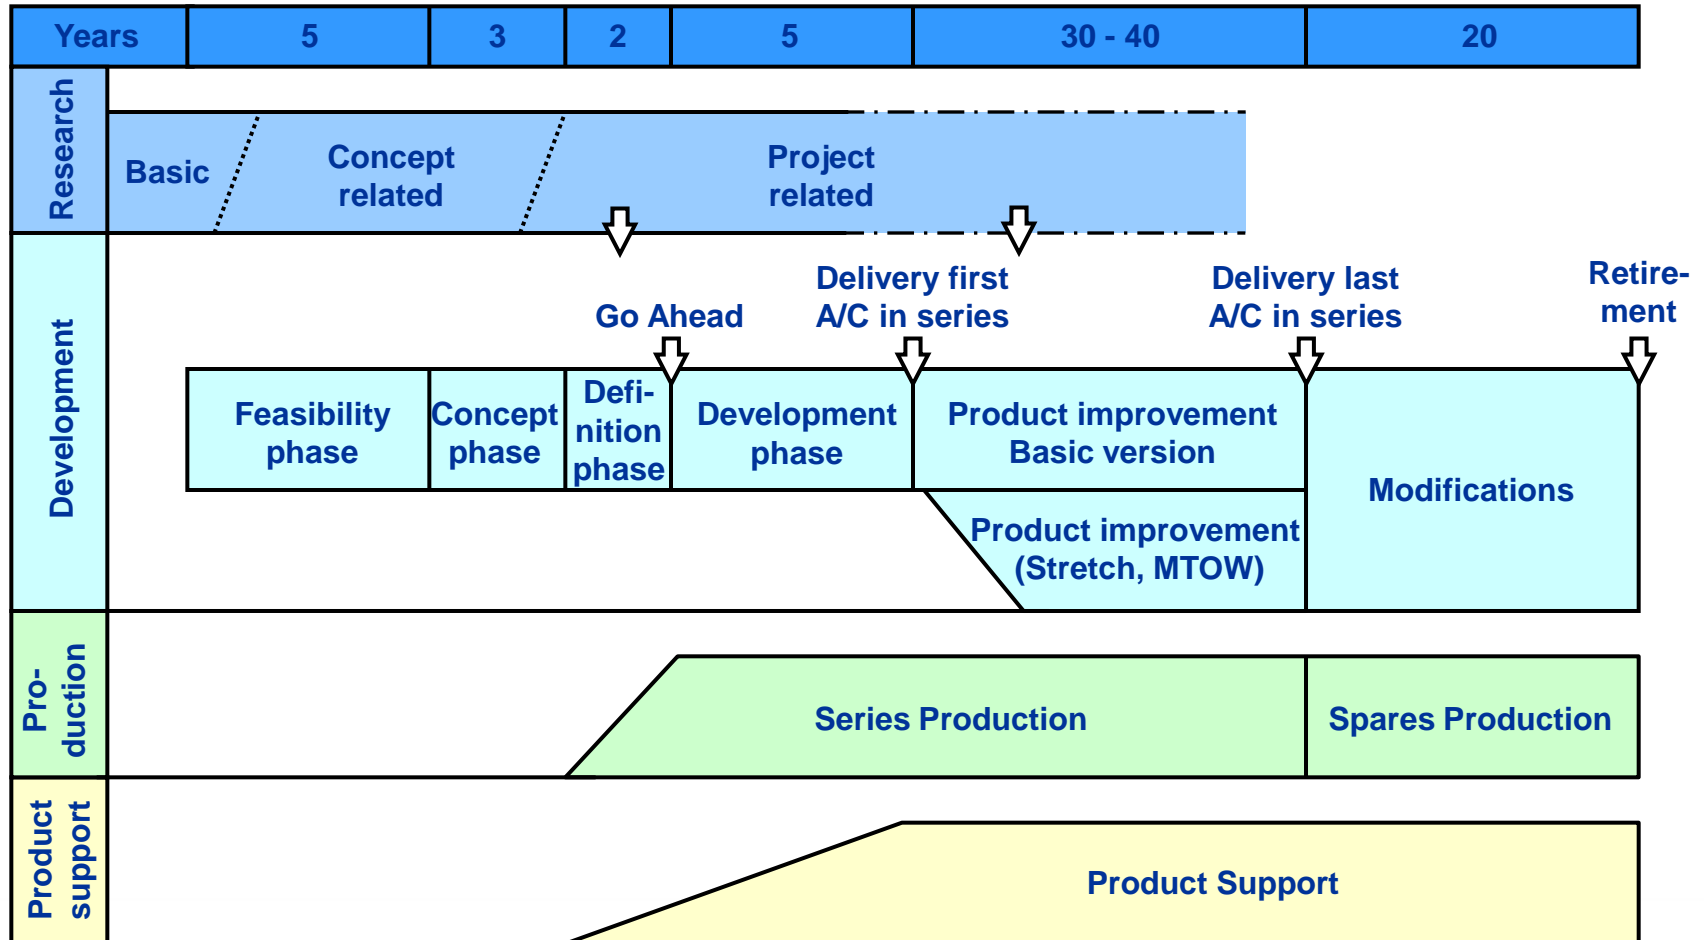 Years 5 3 2 5 30 - 40 20
Research
Basic
Concept
related
Project
related
Development
Go Ahead
Delivery first
A/C in series
Delivery last
A/C in series
Retire-
ment
Feasibility
phase
Concept
phase
Defi-
nition
phase
Development
phase
Product improvement
Basic version
Product improvement
(Stretch, MTOW)
Modifications
Pro-
duction
Series Production
Spares Production
Product
support
Product Support